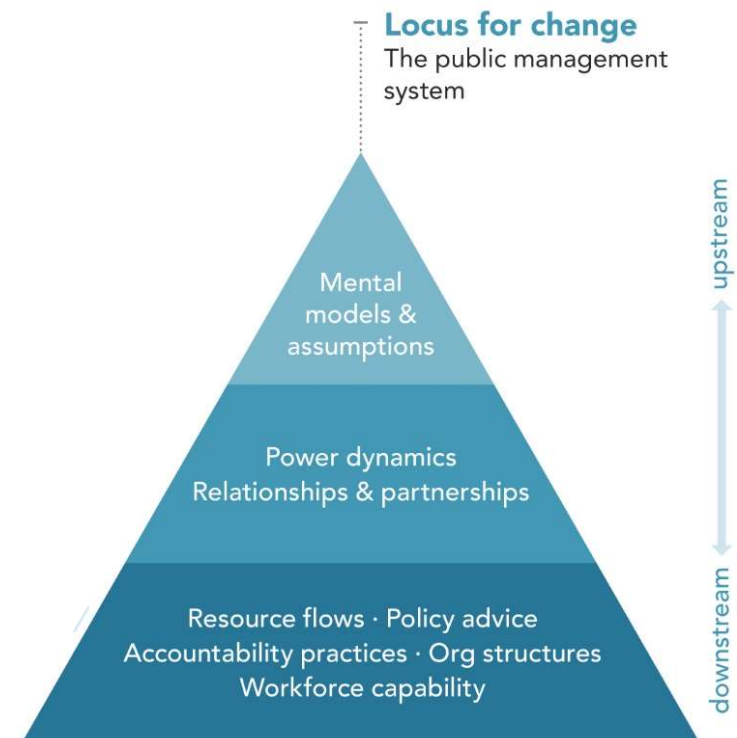 Locus for change
The public management
system
upstream
Mental
models &
assumptions
Power dynamics
Relationships & partnerships
downstream
Resource flows · Policy advice
Accountability practices · Org structures
Workforce capability